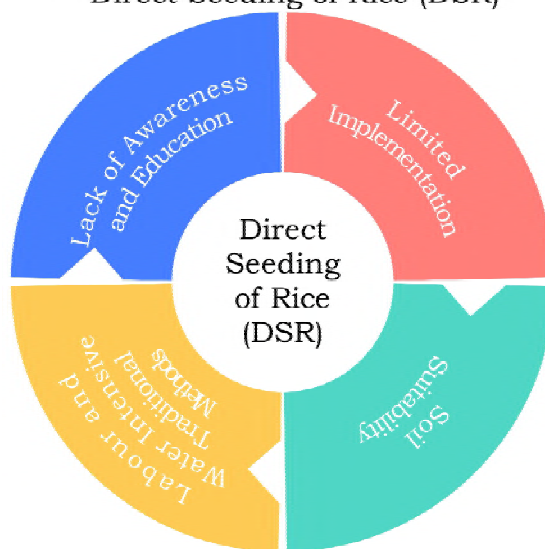 Direct Seeding of Rice (DSR)
Lack of Awareness
and Education
Limited
Implementation
Direct
Seeding
of Rice
(DSR)
Soil
Suitability
Labour and
Water Intensive
Traditional
Methods